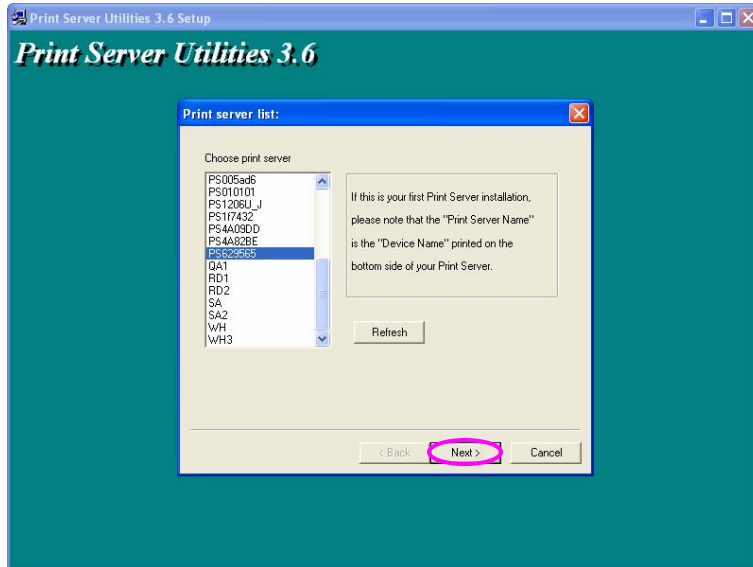 Print Server Utilities 3.6 Setup
Print Server Utilities 3.6
Print server list:
Choose print server
PS005ad6
PS010101
PS1206U_J
PS1f7432
PS4A09DD
PS4A82BE
PS629565
QA1
RD1
RD2
SA
SA2
WH
WH3
If this is your first Print Server installation,
please note that the "Print Server Name"
is the "Device Name" printed on the
bottom side of your Print Server.
Refresh
< Back
Next >
Cancel